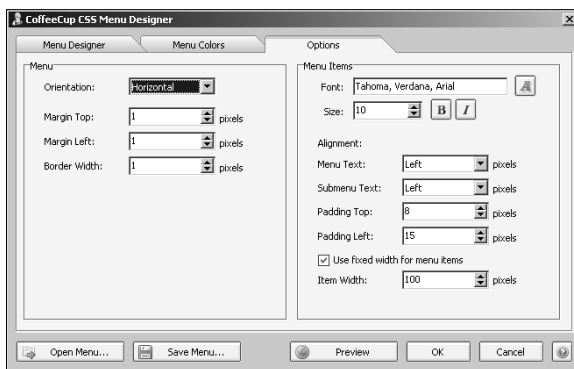 CoffeeCup CSS Menu Designer
Menu Designer Menu Colors Options
Menu
Orientation: Horizontal
Margin Top: 1 pixels
Margin Left: 1 pixels
Border Width: 1 pixels
Menu Items
Font: Tahoma, Verdana, Arial A
Size: 10 B I
Alignment:
Menu Text: Left pixels
Submenu Text: Left pixels
Padding Top: 8 pixels
Padding Left: 15 pixels
Use fixed width for menu items
Item Width: 100 pixels
Open Menu... Save Menu... Preview OK Cancel